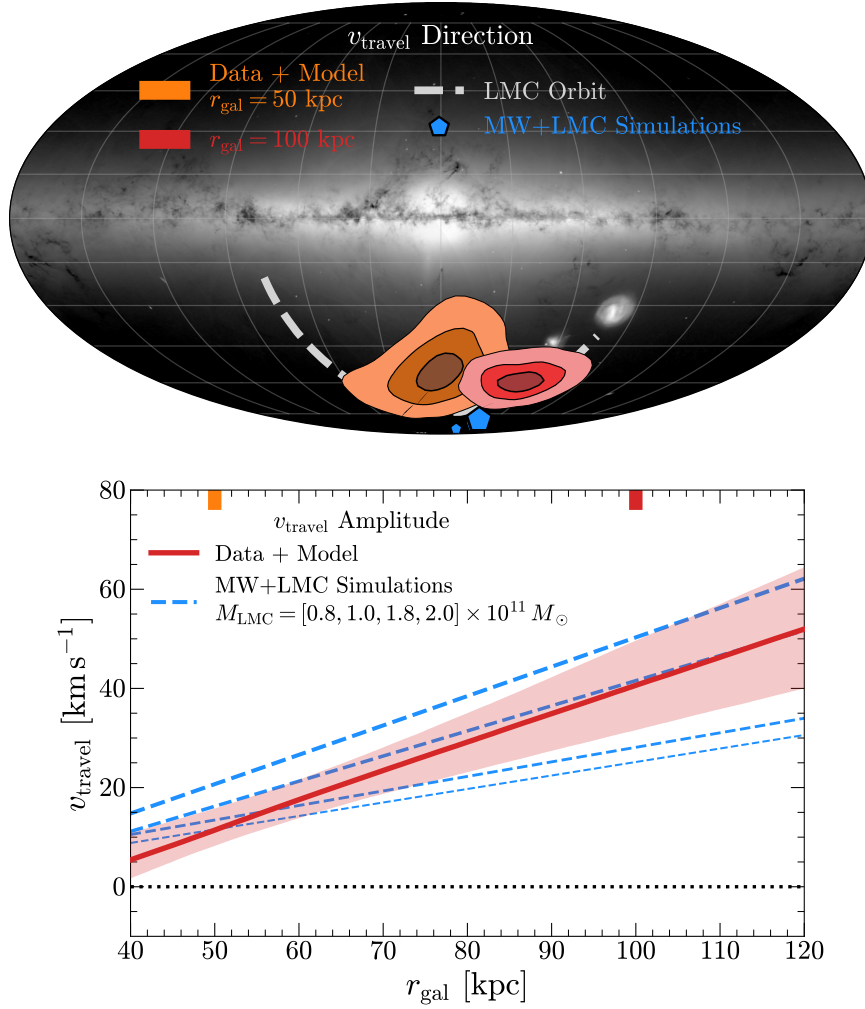 v_travel Direction
Data + Model
r_gal = 50 kpc
r_gal = 100 kpc
LMC Orbit
MW+LMC Simulations
v_travel Amplitude
Data + Model
MW+LMC Simulations
M_LMC = [0.8, 1.0, 1.8, 2.0] × 10^11 M_⊙
80
60
40
20
0
v_travel [km s^−1]
40 50 60 70 80 90 100 110 120
r_gal [kpc]